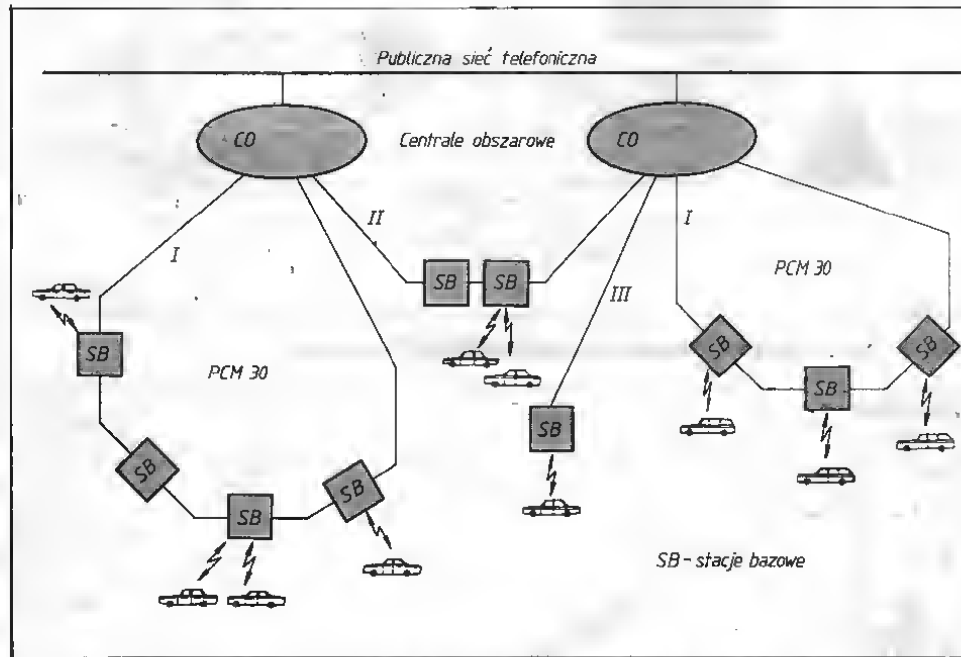 Publiczna sieć telefoniczna
CO
Centrale obszarowe
CO
I
II
III
I
PCM 30
PCM 30
SB
SB
SB
SB
SB
SB
SB
SB
SB
SB
SB - stacje bazowe